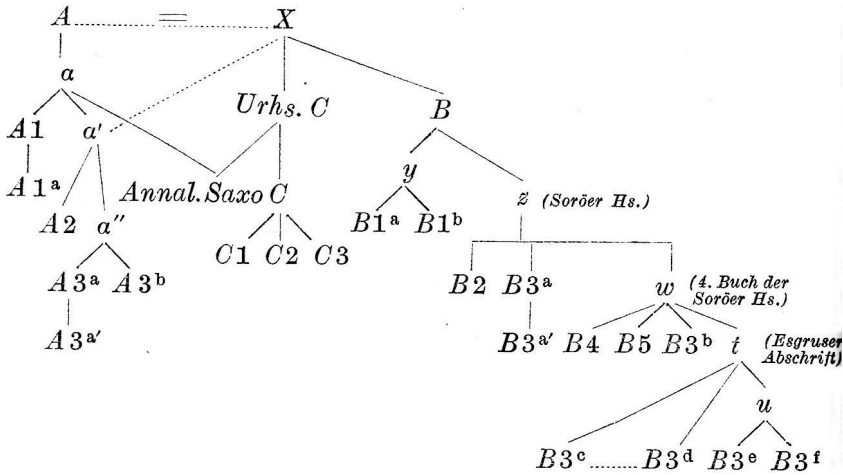 A = X
a
Urhs. C B
A1 a′
y
A1ᵃ Annal. Saxo C z (Soröer Hs.)
A2 a″ B1ᵃ B1ᵇ
C1 C2 C3
A3ᵃ A3ᵇ B2 B3ᵃ w (4. Buch der
Soröer Hs.)
A3ᵃ′ B3ᵃ′ B4 B5 B3ᵇ t (Esgruser
Abschrift)
u
B3ᶜ B3ᵈ B3ᵉ B3ᶠ